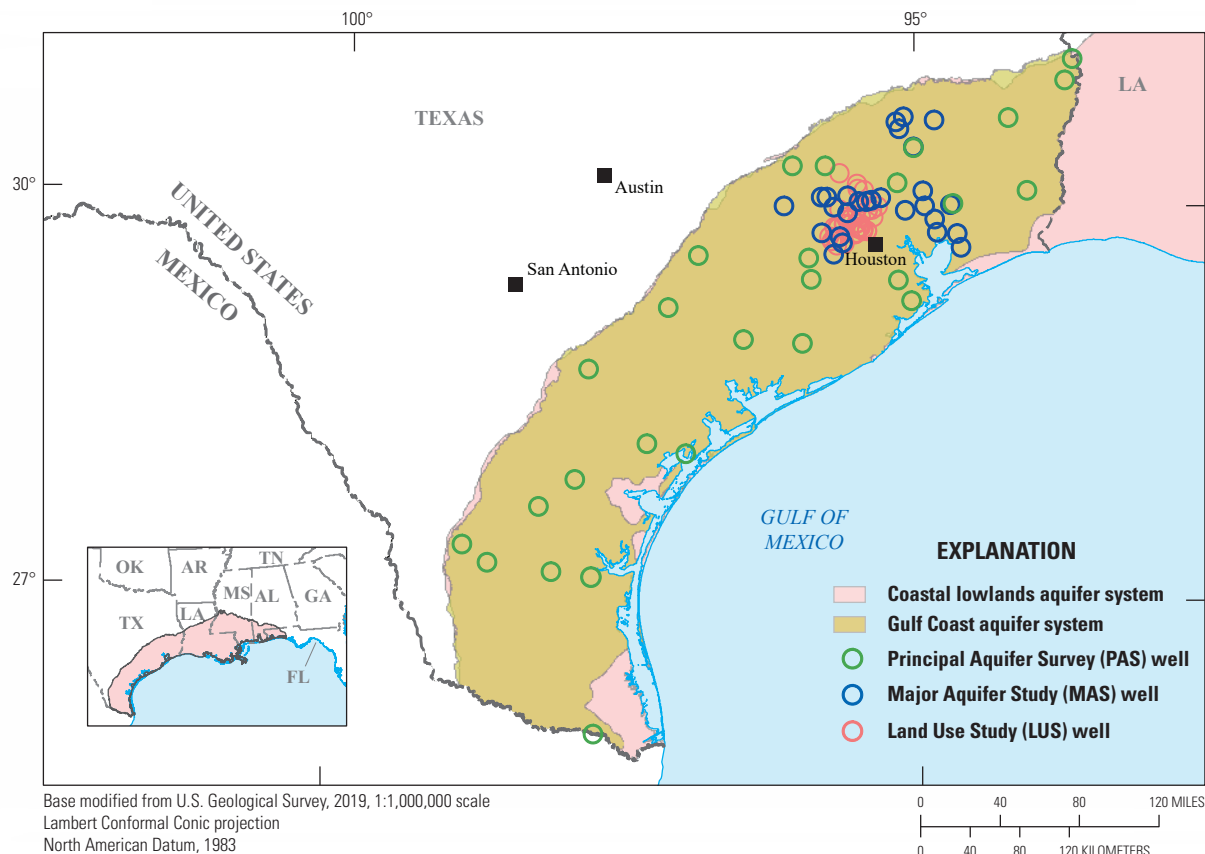 100°
95°
LA
TEXAS
30°
Austin
UNITED STATES
MEXICO
San Antonio
Houston
GULF OF
MEXICO
27°
OK
AR
TN
MS
AL
GA
TX
LA
FL
EXPLANATION
Coastal lowlands aquifer system
Gulf Coast aquifer system
Principal Aquifer Survey (PAS) well
Major Aquifer Study (MAS) well
Land Use Study (LUS) well
Base modified from U.S. Geological Survey, 2019, 1:1,000,000 scale
Lambert Conformal Conic projection
North American Datum, 1983
0 40 80 120 MILES
0 40 80 120 KILOMETERS